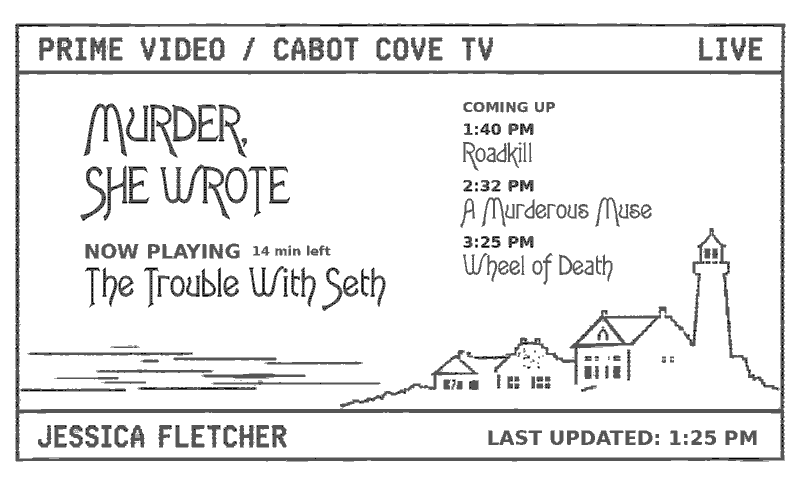 PRIME VIDEO / CABOT COVE TV
LIVE
MURDER,
SHE WROTE
NOW PLAYING 14 min left
The Trouble With Seth
COMING UP
1:40 PM
Roadkill
2:32 PM
A Murderous Muse
3:25 PM
Wheel of Death
JESSICA FLETCHER
LAST UPDATED: 1:25 PM